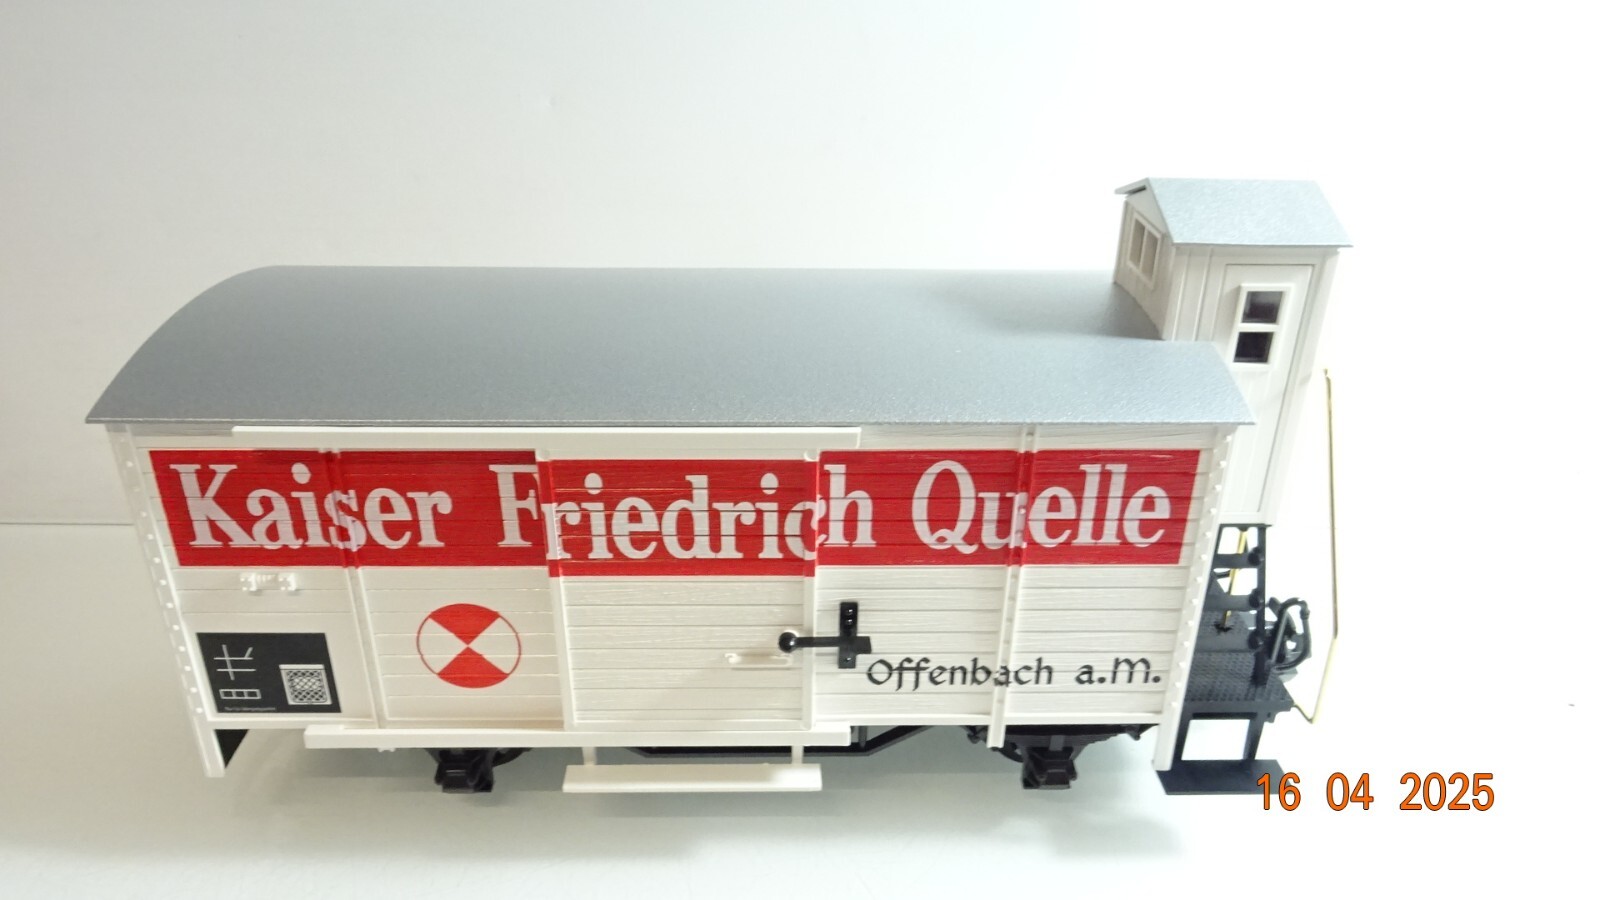 Kaiser Friedrich Quelle
Offenbach a.M.
16 04 2025